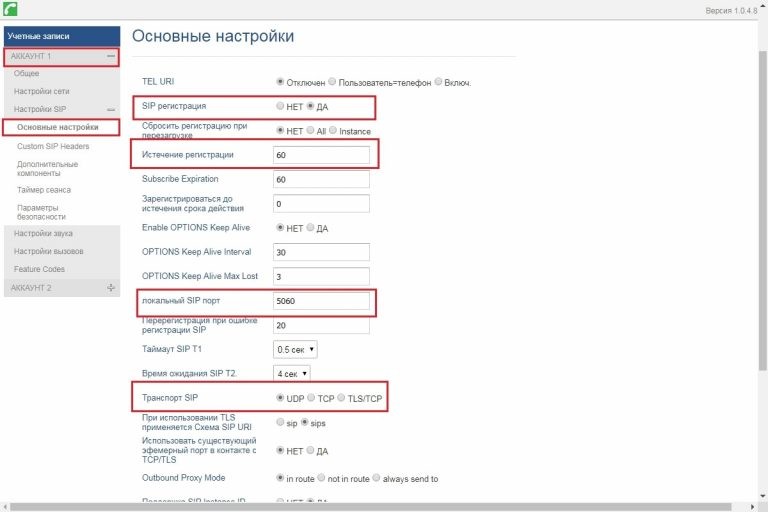 Версия 1.0.4.8
Учетные записи
АККАУНТ 1
Общее
Настройки сети
Настройки SIP
Основные настройки
Custom SIP Headers
Дополнительные
компоненты
Таймер сеанса
Параметры
безопасности
Настройки звука
Настройки вызовов
Feature Codes
АККАУНТ 2
Основные настройки
TEL URI Отключен Пользователь=телефон Включ.
SIP регистрация НЕТ ДА
Сбросить регистрацию при
перезагрузке НЕТ All Instance
Истечение регистрации 60
Subscribe Expiration 60
Зарегистрироваться до
истечения срока действия 0
Enable OPTIONS Keep Alive НЕТ ДА
OPTIONS Keep Alive Interval 30
OPTIONS Keep Alive Max Lost 3
локальный SIP порт 5060
Перерегистрация при ошибке
регистрации SIP 20
Таймаут SIP T1 0.5 сек
Время ожидания SIP T2. 4 сек
Транспорт SIP UDP TCP TLS/TCP
При использовании TLS
применяется Схема SIP URI sip sips
Использовать существующий
эфемерный порт в контакте с
TCP/TLS НЕТ ДА
Outbound Proxy Mode in route not in route always send to
Поддержка SIP Instance ID НЕТ ДА